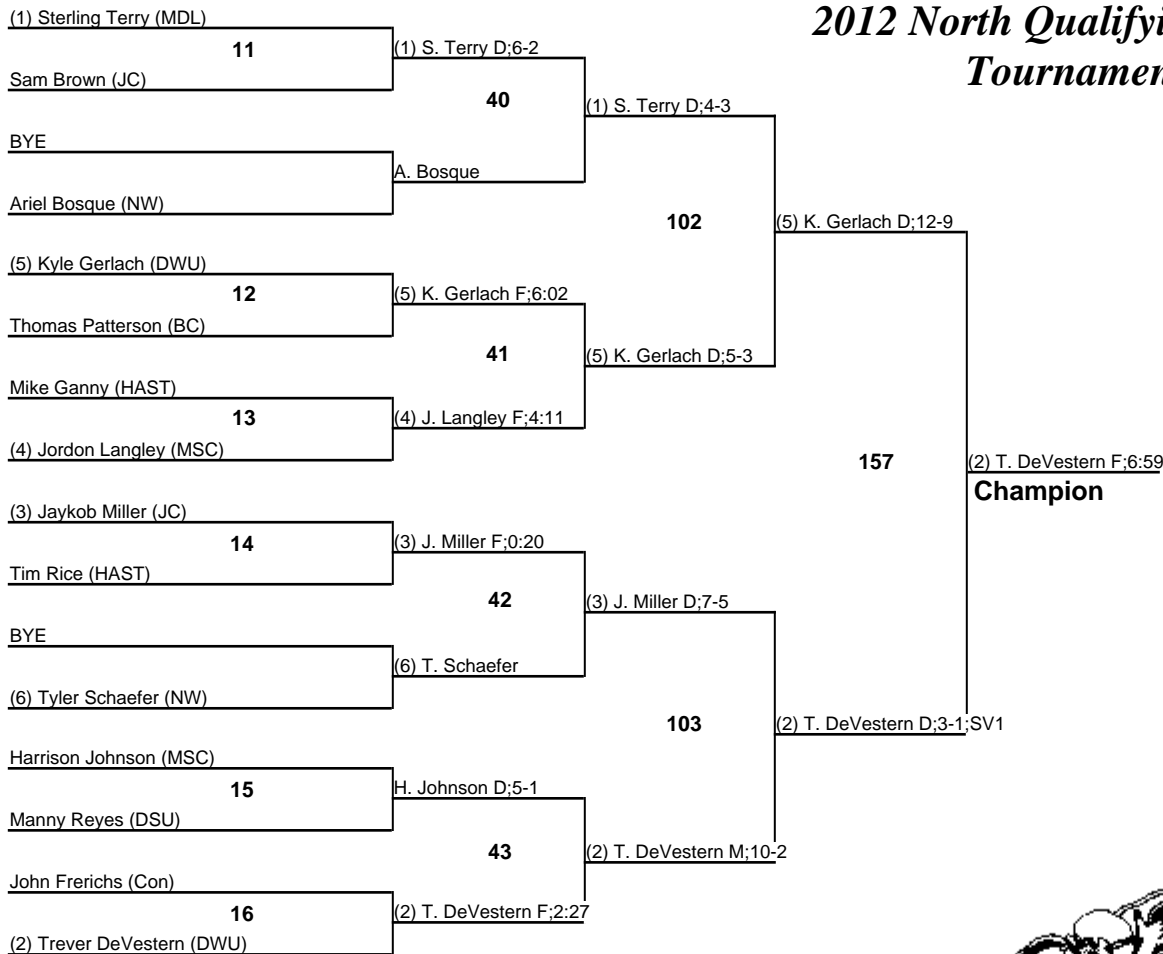 2012 North Qualifyi
Tournamen
(1) Sterling Terry (MDL)
11
Sam Brown (JC)
(1) S. Terry D;6-2
40
BYE
A. Bosque
Ariel Bosque (NW)
(1) S. Terry D;4-3
102
(5) Kyle Gerlach (DWU)
12
Thomas Patterson (BC)
(5) K. Gerlach F;6:02
41
Mike Ganny (HAST)
13
(4) Jordon Langley (MSC)
(4) J. Langley F;4:11
(5) K. Gerlach D;5-3
(5) K. Gerlach D;12-9
157
(2) T. DeVestern F;6:59
Champion
(3) Jaykob Miller (JC)
14
Tim Rice (HAST)
(3) J. Miller F;0:20
42
BYE
(6) T. Schaefer
(6) Tyler Schaefer (NW)
(3) J. Miller D;7-5
103
(2) T. DeVestern D;3-1;SV1
Harrison Johnson (MSC)
15
Manny Reyes (DSU)
H. Johnson D;5-1
43
(2) T. DeVestern M;10-2
John Frerichs (Con)
16
(2) Trever DeVestern (DWU)
(2) T. DeVestern F;2:27